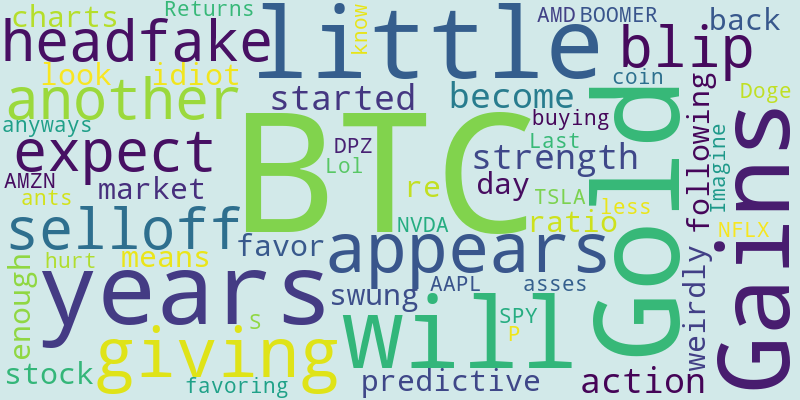 charts
Returns
little
know
AMD
BOOMER
back
headfake
blip
look
idiot
coin
another
started
become
Doge
anyways
BTC
buying
following
expect
DPZ
Lol
Last
Gold
Gains
Imagine
strength
AMZN
market
re
day
ants
TSLA
less
selloff
favor
NVDA
ratio
NFLX
means
appears
enough
hurt
years
swung
AAPL
asses
weirdly
S
will
SPY
P
giving
stock
favoring
predictive
action